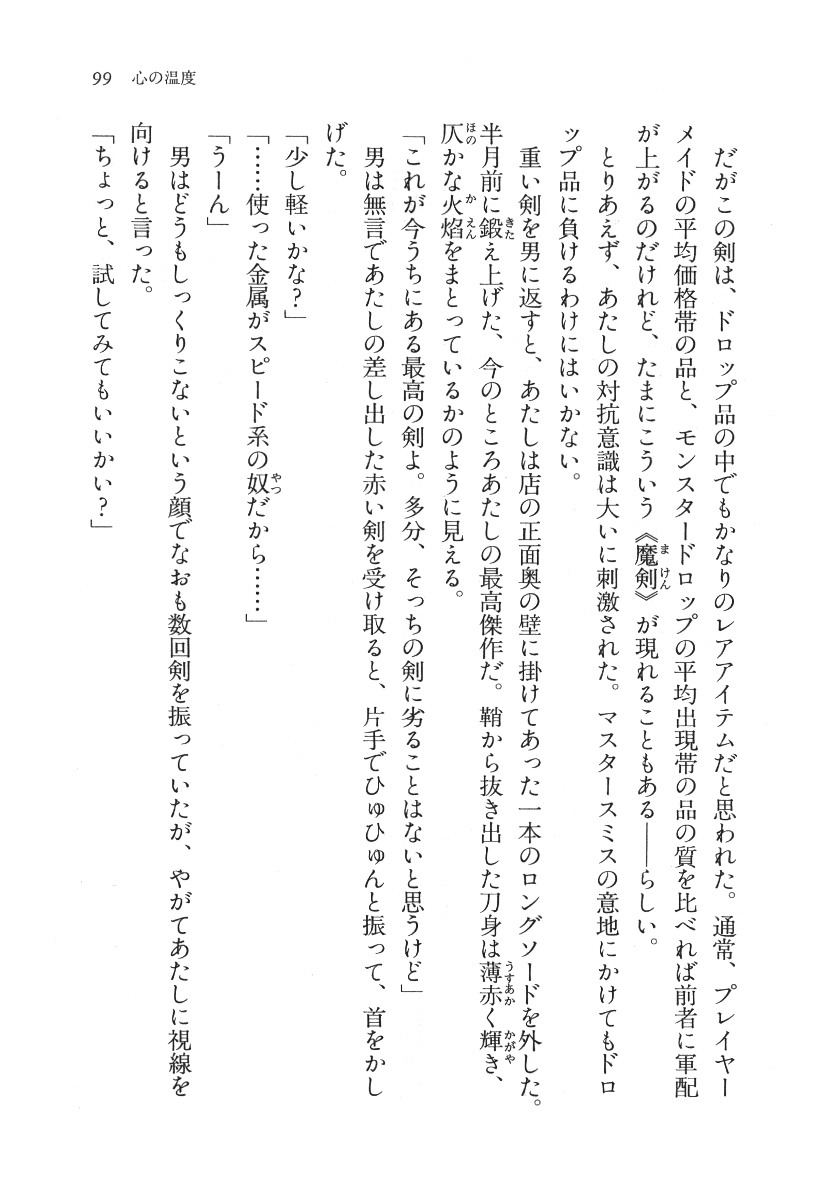 99 心の温度
だがこの剣は、ドロップ品の中でもかなりのレアアイテムだと思われた。通常、プレイヤー
メイドの平均価格帯の品と、モンスタードロップの平均出現帯の品の質を比べれば前者に軍配
が上がるのだけれど、たまにこういう《魔剣》が現れることもある――らしい。
とりあえず、あたしの対抗意識は大いに刺激された。マスタースミスの意地にかけてもドロ
ップ品に負けるわけにはいかない。
重い剣を男に返すと、あたしは店の正面奥の壁に掛けてあった一本のロングソードを外した。
半月前に鍛え上げた、今のところあたしの最高傑作だ。鞘から抜き出した刀身は薄赤く輝き、
仄かな火焰をまとっているかのように見える。
「これが今うちにある最高の剣よ。多分、そっちの剣に劣ることはないと思うけど」
男は無言であたしの差し出した赤い剣を受け取ると、片手でひゅひゅんと振って、首をかし
げた。
「少し軽いかな?」
「……使った金属がスピード系の奴だから……」
「うーん」
男はどうもしっくりこないという顔でなおも数回剣を振っていたが、やがてあたしに視線を
向けると言った。
「ちょっと、試してみてもいいかい?」